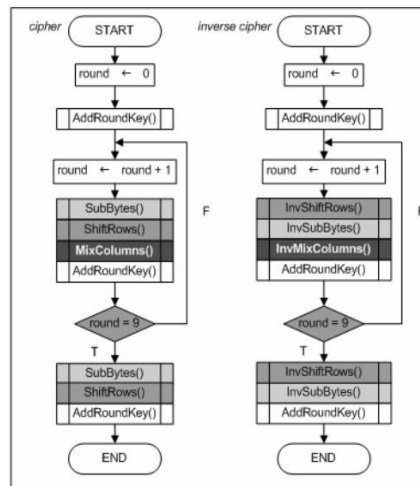 cipher
START
round ← 0
AddRoundKey()
round ← round + 1
SubBytes()
ShiftRows()
MixColumns()
AddRoundKey()
F
round = 9
T
SubBytes()
ShiftRows()
AddRoundKey()
END
inverse cipher
START
round ← 0
AddRoundKey()
round ← round + 1
InvShiftRows()
InvSubBytes()
InvMixColumns()
AddRoundKey()
F
round = 9
T
InvShiftRows()
InvSubBytes()
AddRoundKey()
END